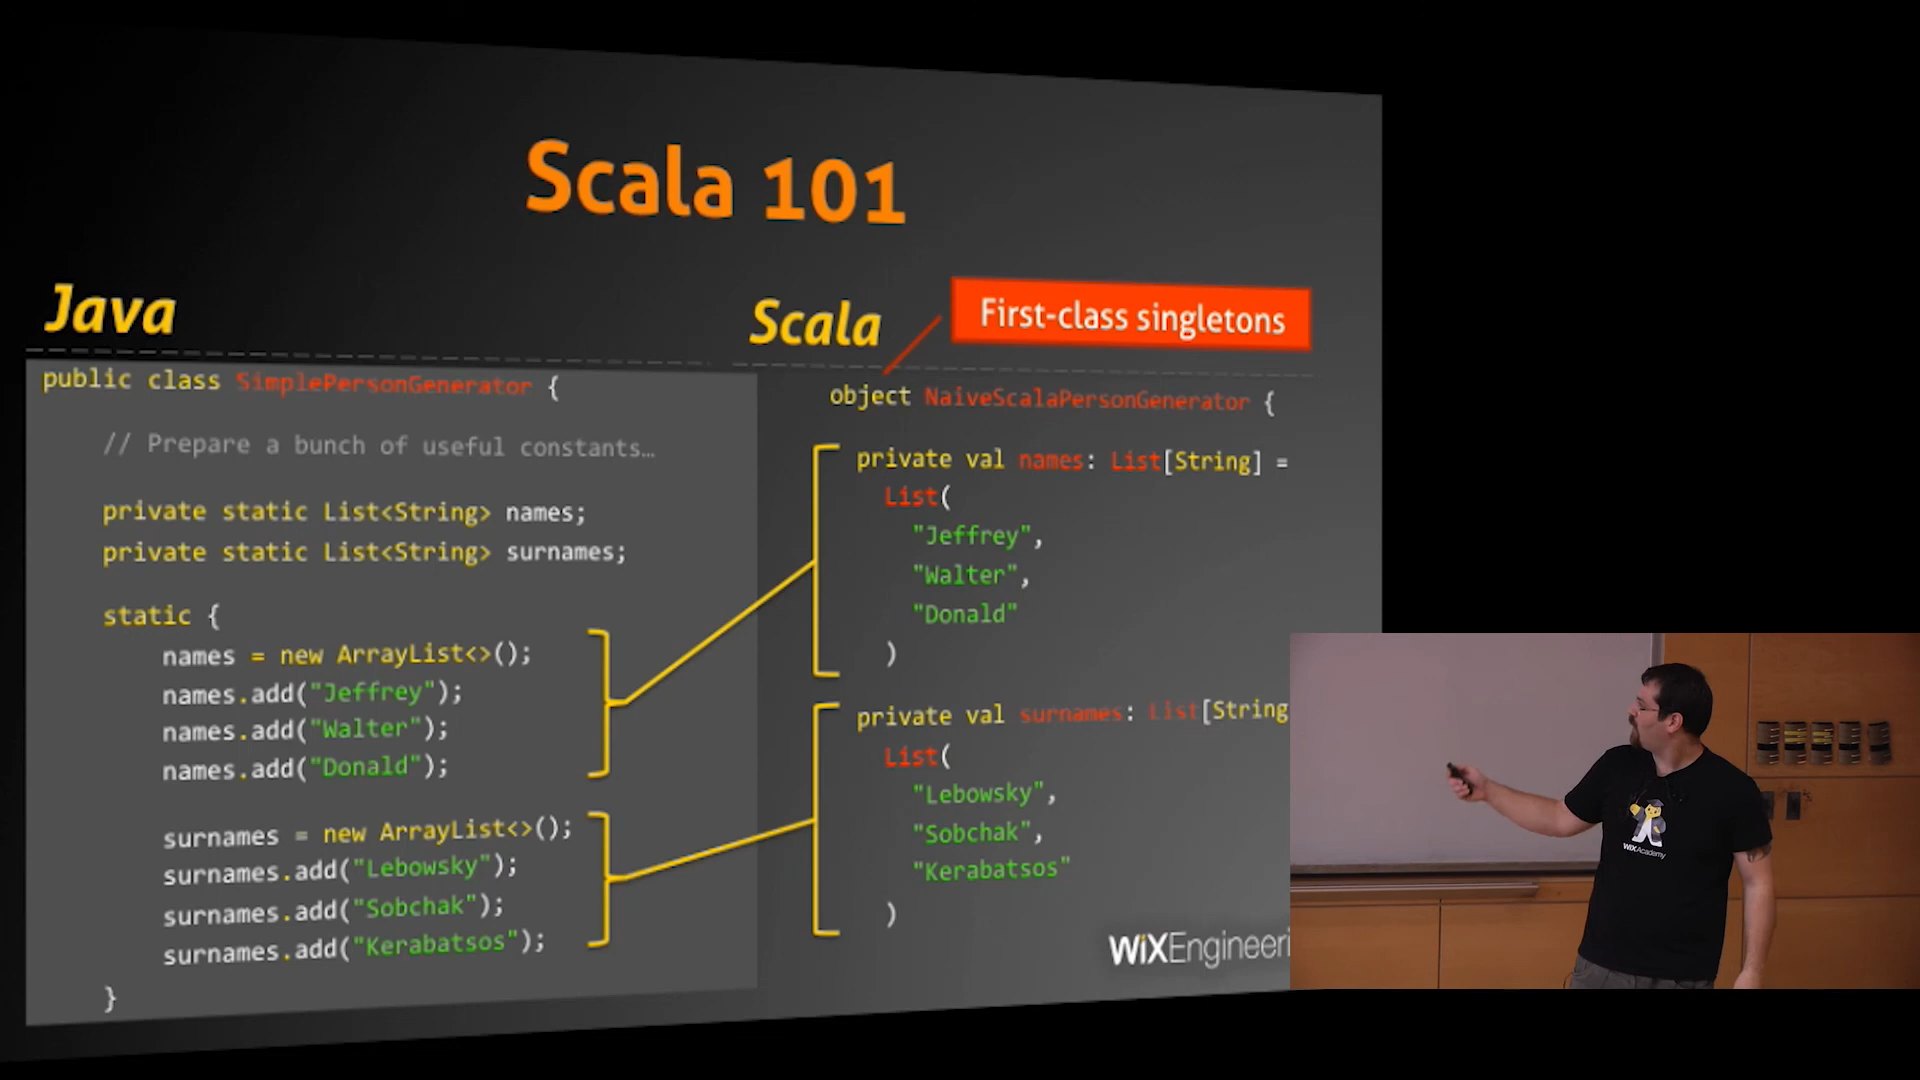 Scala 101
Java
public class SimplePersonGenerator {
// Prepare a bunch of useful constants…
private static List<String> names;
private static List<String> surnames;
static {
names = new ArrayList<>();
names.add("Jeffrey");
names.add("Walter");
names.add("Donald");
surnames = new ArrayList<>();
surnames.add("Lebowsky");
surnames.add("Sobchak");
surnames.add("Kerabatsos");
}
Scala
First-class singletons
object NaiveScalaPersonGenerator {
private val names: List[String] =
List(
"Jeffrey",
"Walter",
"Donald"
)
private val surnames: List[String
List(
"Lebowsky",
"Sobchak",
"Kerabatsos"
)
WiXEngineeri
WiXAcademy